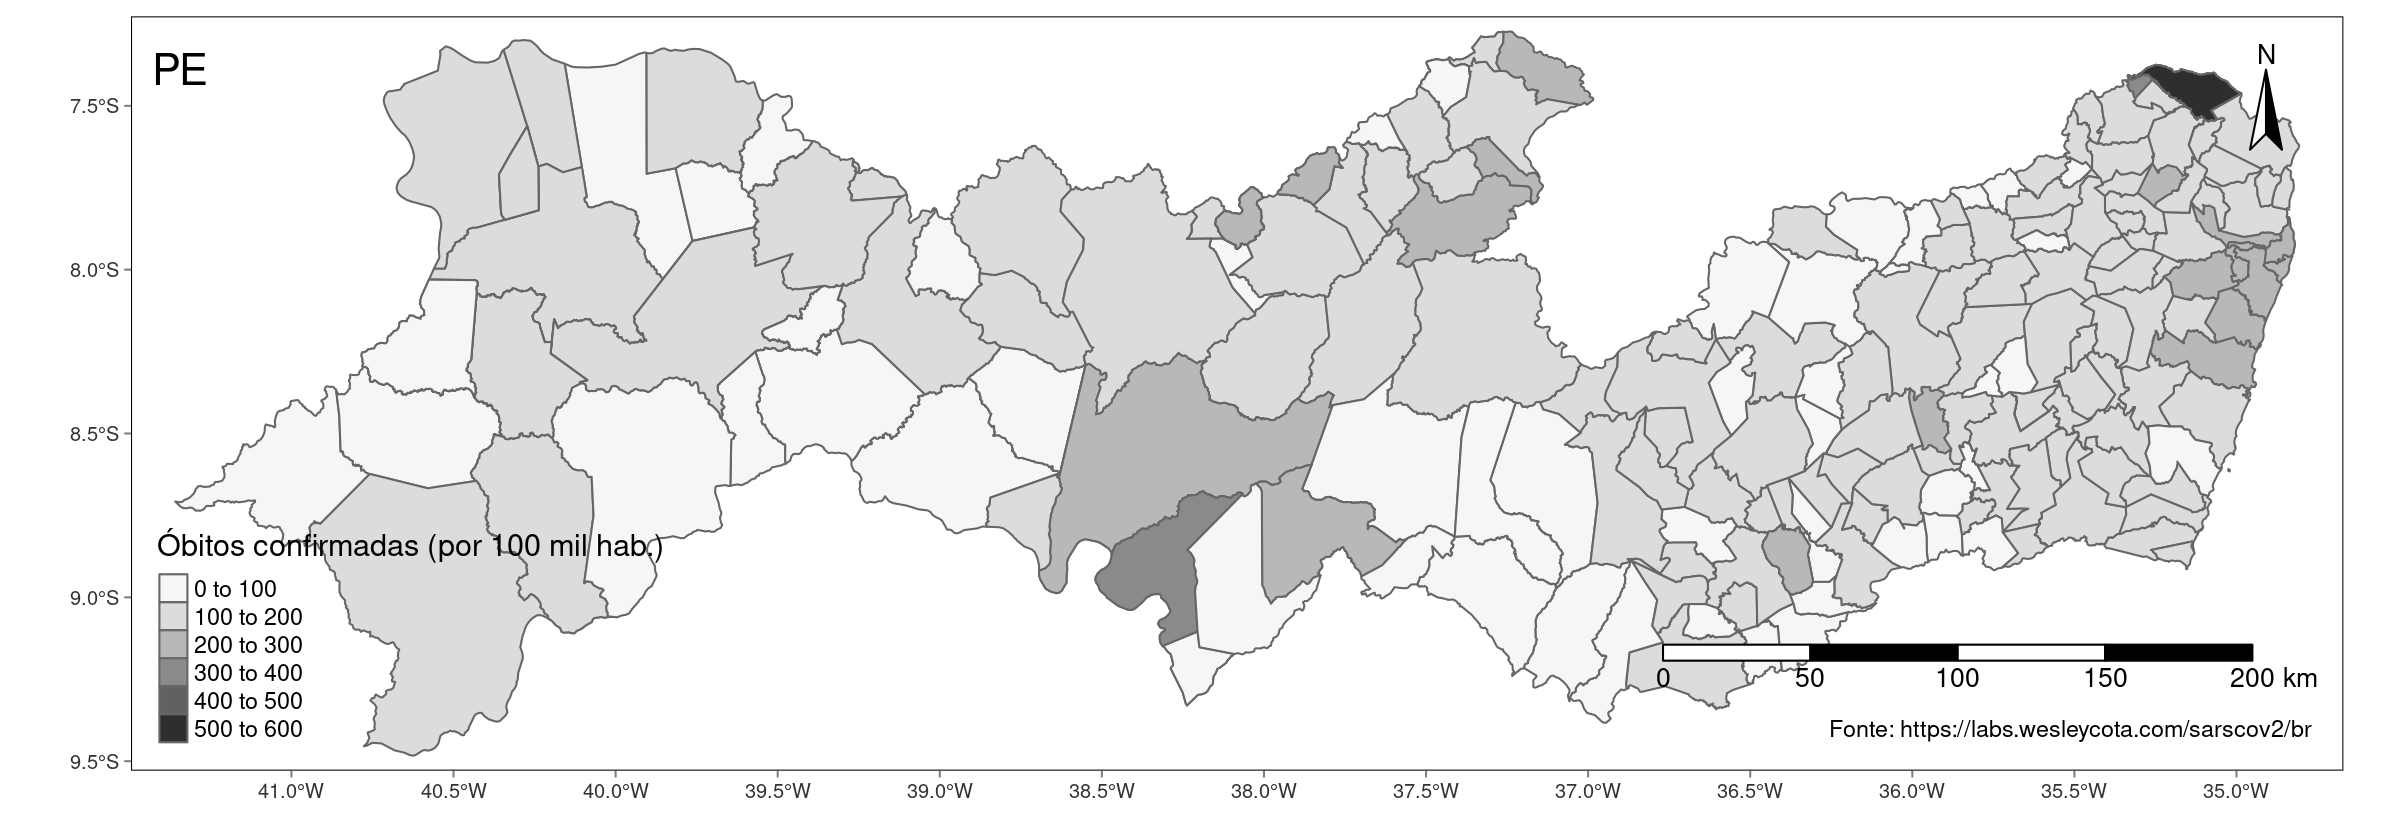 PE
N
7.5°S
8.0°S
8.5°S
9.0°S
9.5°S
Óbitos confirmadas (por 100 mil hab.)
0 to 100
100 to 200
200 to 300
300 to 400
400 to 500
500 to 600
0 50 100 150 200 km
Fonte: https://labs.wesleycota.com/sarscov2/br
41.0°W 40.5°W 40.0°W 39.5°W 39.0°W 38.5°W 38.0°W 37.5°W 37.0°W 36.5°W 36.0°W 35.5°W 35.0°W